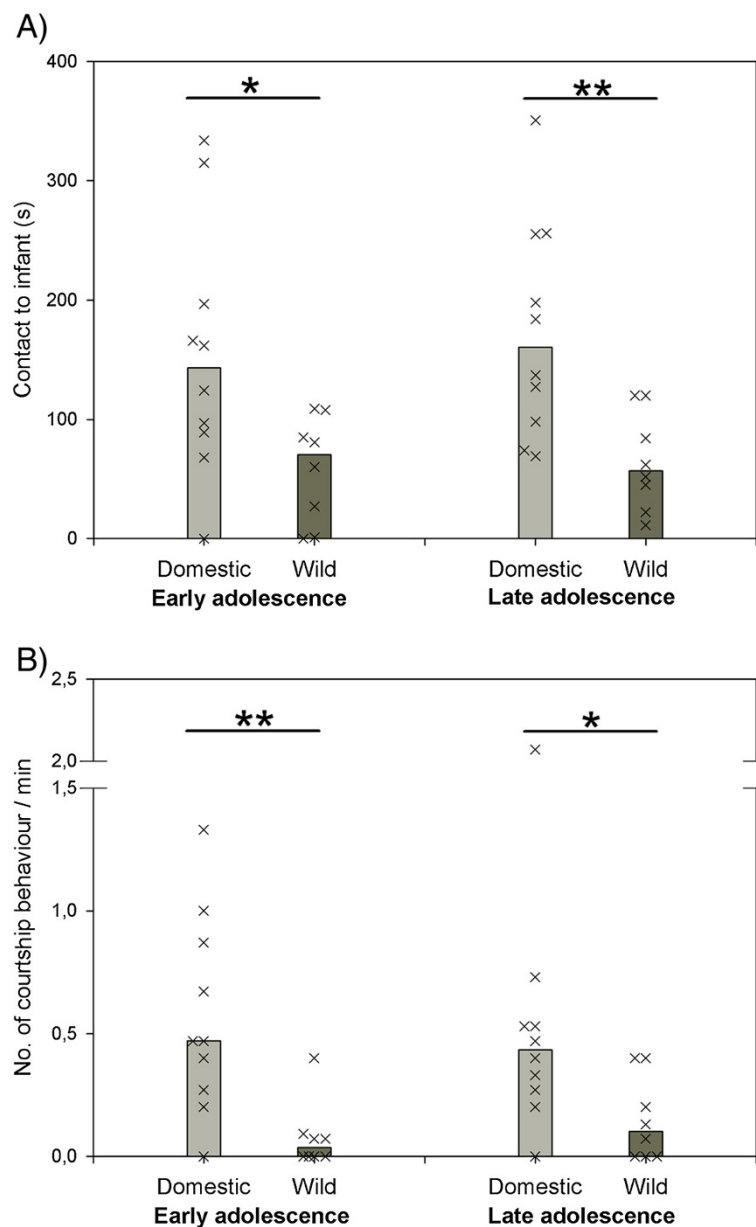 A)
400
* **
300
Contact to infant (s)
200
100
0
Domestic Wild Domestic Wild
Early adolescence Late adolescence
B)
2,5
** *
2,0
1,5
No. of courtship behaviour / min
1,0
0,5
0,0
Domestic Wild Domestic Wild
Early adolescence Late adolescence